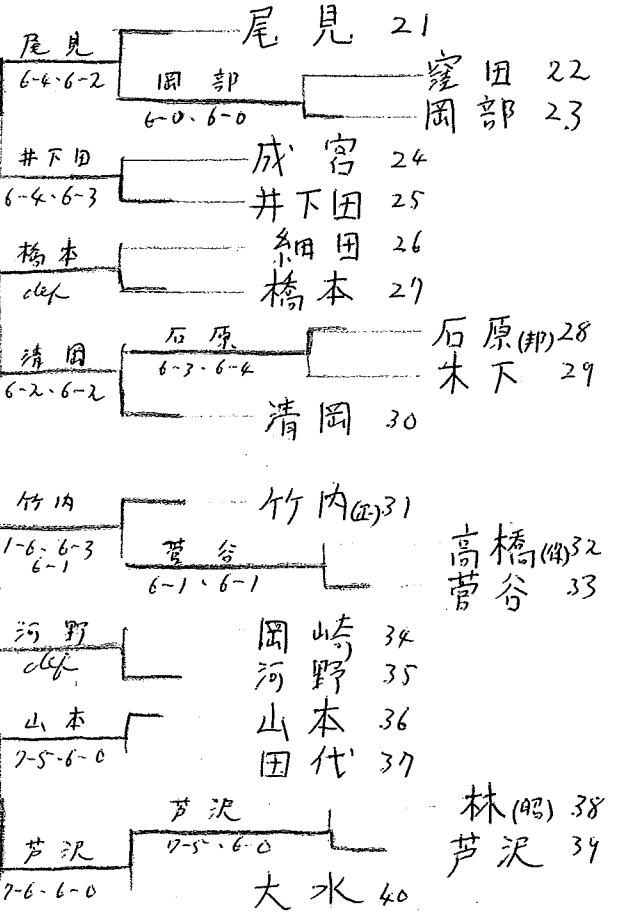 尾見 21
尾見
6-4・6-2
岡部
6-0・6-0
窪田 22
岡部 23
成宮 24
井下田
6-4・6-3
井下田 25
細田 26
橋本
def
橋本 27
石原(邦) 28
石原
6-3・6-4
木下 29
清岡
6-2・6-2
清岡 30
竹内(正) 31
竹内
1-6・6-3
6-1
高橋(保) 32
菅谷
6-1・6-1
菅谷 33
岡崎 34
河野
def
河野 35
山本 36
山本
7-5・6-0
田代 37
林(昭) 38
芦沢
7-5・6-0
芦沢 39
芦沢
7-6・6-0
大水 40